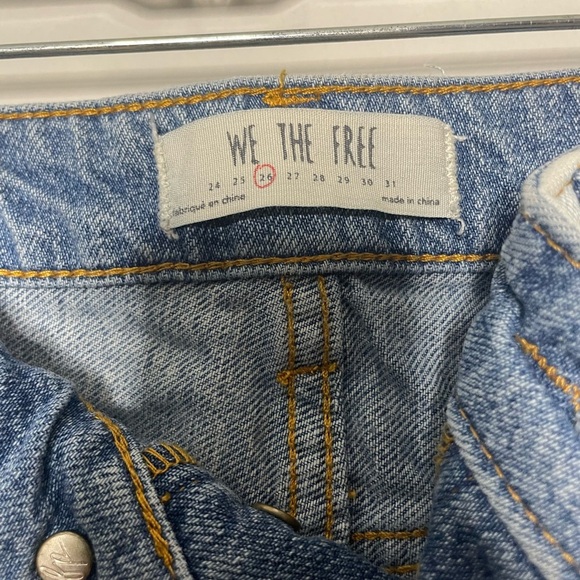 WE THE FREE
24 25 26 27 28 29 30 31
fabriqué en chine made in china